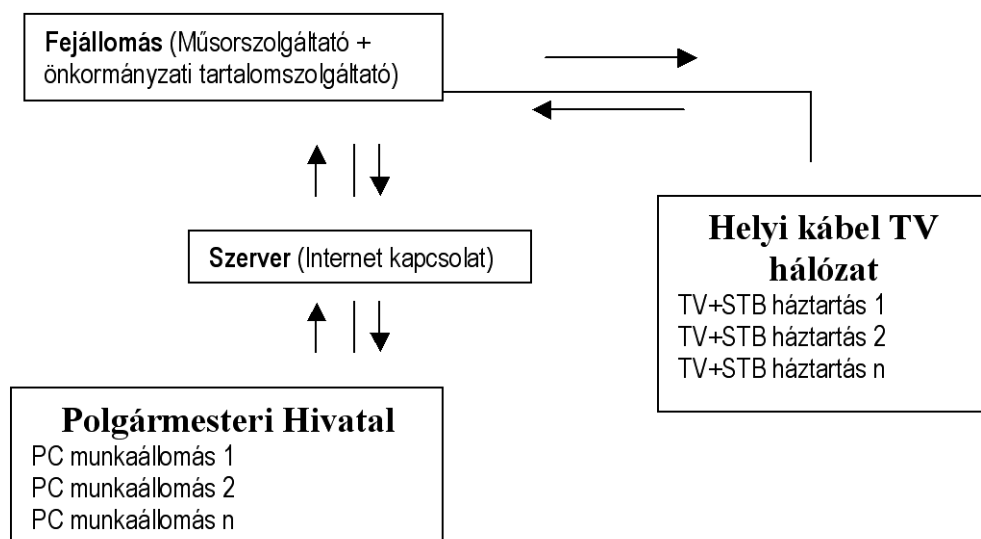 Fejállomás (Műsorszolgáltató +
önkormányzati tartalomszolgáltató)
Szerver (Internet kapcsolat)
Helyi kábel TV
hálózat
TV+STB háztartás 1
TV+STB háztartás 2
TV+STB háztartás n
Polgármesteri Hivatal
PC munkaállomás 1
PC munkaállomás 2
PC munkaállomás n